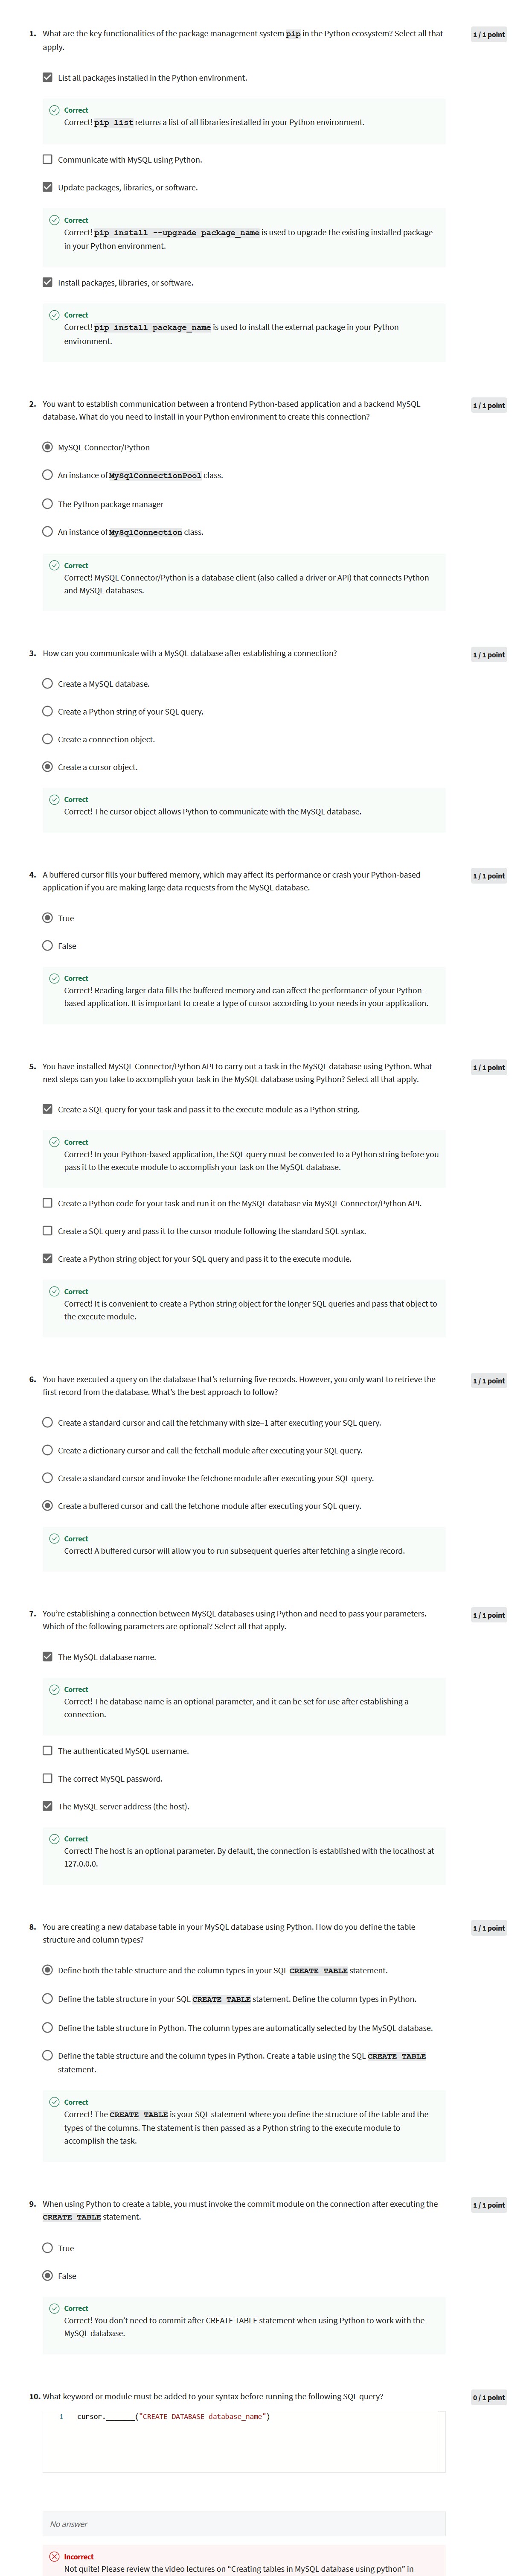 1. What are the key functionalities of the package management system pip in the Python ecosystem? Select all that
apply.
1 / 1 point
List all packages installed in the Python environment.
Correct
Correct! pip list returns a list of all libraries installed in your Python environment.
Communicate with MySQL using Python.
Update packages, libraries, or software.
Correct
Correct! pip install --upgrade package_name is used to upgrade the existing installed package
in your Python environment.
Install packages, libraries, or software.
Correct
Correct! pip install package_name is used to install the external package in your Python
environment.
2. You want to establish communication between a frontend Python-based application and a backend MySQL
database. What do you need to install in your Python environment to create this connection?
1 / 1 point
MySQL Connector/Python
An instance of MySqlConnectionPool class.
The Python package manager
An instance of MySqlConnection class.
Correct
Correct! MySQL Connector/Python is a database client (also called a driver or API) that connects Python
and MySQL databases.
3. How can you communicate with a MySQL database after establishing a connection?
1 / 1 point
Create a MySQL database.
Create a Python string of your SQL query.
Create a connection object.
Create a cursor object.
Correct
Correct! The cursor object allows Python to communicate with the MySQL database.
4. A buffered cursor fills your buffered memory, which may affect its performance or crash your Python-based
application if you are making large data requests from the MySQL database.
1 / 1 point
True
False
Correct
Correct! Reading larger data fills the buffered memory and can affect the performance of your Python-
based application. It is important to create a type of cursor according to your needs in your application.
5. You have installed MySQL Connector/Python API to carry out a task in the MySQL database using Python. What
next steps can you take to accomplish your task in the MySQL database using Python? Select all that apply.
1 / 1 point
Create a SQL query for your task and pass it to the execute module as a Python string.
Correct
Correct! In your Python-based application, the SQL query must be converted to a Python string before you
pass it to the execute module to accomplish your task on the MySQL database.
Create a Python code for your task and run it on the MySQL database via MySQL Connector/Python API.
Create a SQL query and pass it to the cursor module following the standard SQL syntax.
Create a Python string object for your SQL query and pass it to the execute module.
Correct
Correct! It is convenient to create a Python string object for the longer SQL queries and pass that object to
the execute module.
6. You have executed a query on the database that's returning five records. However, you only want to retrieve the
first record from the database. What's the best approach to follow?
1 / 1 point
Create a standard cursor and call the fetchmany with size=1 after executing your SQL query.
Create a dictionary cursor and call the fetchall module after executing your SQL query.
Create a standard cursor and invoke the fetchone module after executing your SQL query.
Create a buffered cursor and call the fetchone module after executing your SQL query.
Correct
Correct! A buffered cursor will allow you to run subsequent queries after fetching a single record.
7. You're establishing a connection between MySQL databases using Python and need to pass your parameters.
Which of the following parameters are optional? Select all that apply.
1 / 1 point
The MySQL database name.
Correct
Correct! The database name is an optional parameter, and it can be set for use after establishing a
connection.
The authenticated MySQL username.
The correct MySQL password.
The MySQL server address (the host).
Correct
Correct! The host is an optional parameter. By default, the connection is established with the localhost at
127.0.0.0.
8. You are creating a new database table in your MySQL database using Python. How do you define the table
structure and column types?
1 / 1 point
Define both the table structure and the column types in your SQL CREATE TABLE statement.
Define the table structure in your SQL CREATE TABLE statement. Define the column types in Python.
Define the table structure in Python. The column types are automatically selected by the MySQL database.
Define the table structure and the column types in Python. Create a table using the SQL CREATE TABLE
statement.
Correct
Correct! The CREATE TABLE is your SQL statement where you define the structure of the table and the
types of the columns. The statement is then passed as a Python string to the execute module to
accomplish the task.
9. When using Python to create a table, you must invoke the commit module on the connection after executing the
CREATE TABLE statement.
1 / 1 point
True
False
Correct
Correct! You don't need to commit after CREATE TABLE statement when using Python to work with the
MySQL database.
10. What keyword or module must be added to your syntax before running the following SQL query?
0 / 1 point
1 cursor._______("CREATE DATABASE database_name")
No answer
Incorrect
Not quite! Please review the video lectures on “Creating tables in MySQL database using python” in